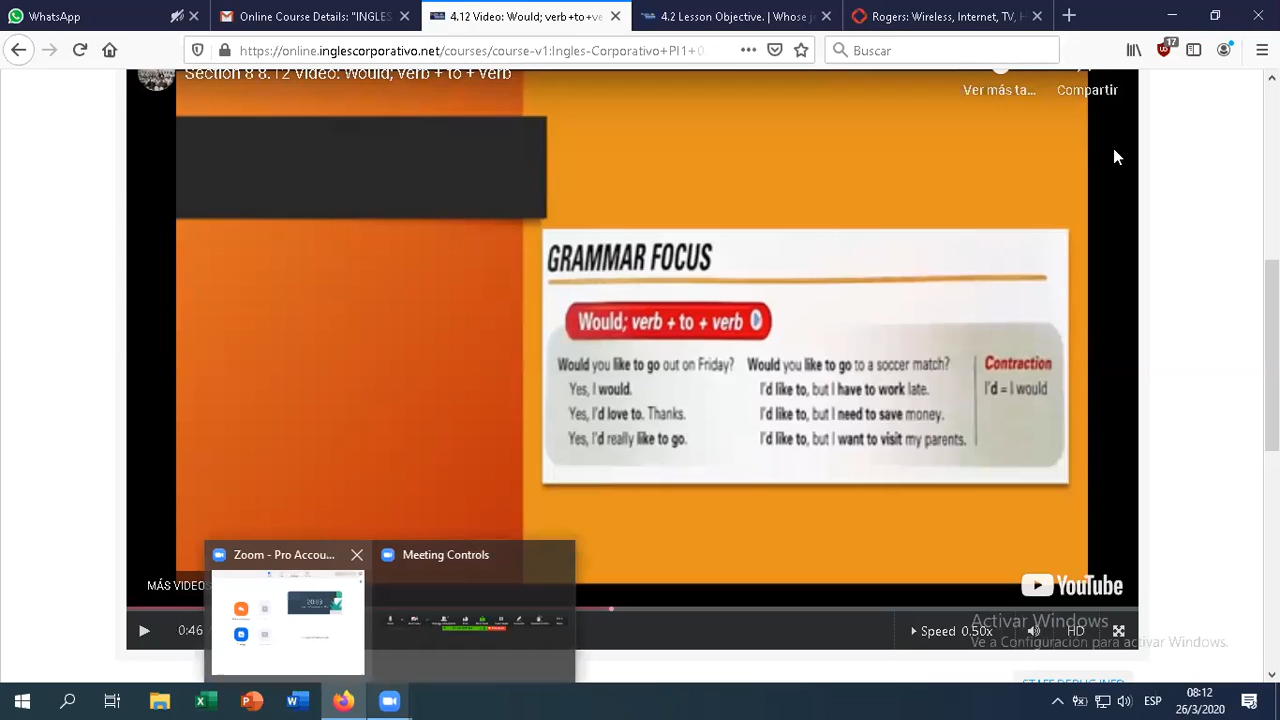 WhatsApp
Online Course Details: "INGLES
4.12 Video: Would; verb +to +ve
4.2 Lesson Objective. | Whose je
Rogers: Wireless, Internet, TV, H
https://online.inglescorporativo.net/courses/course-v1:Ingles-Corporativo+PI1+0
Buscar
17
Section 8 8.12 Video: Would; verb + to + verb
Ver más ta...
Compartir
GRAMMAR FOCUS
Would; verb + to + verb
Would you like to go out on Friday?
Yes, I would.
Yes, I'd love to. Thanks.
Yes, I'd really like to go.
Would you like to go to a soccer match?
I'd like to, but I have to work late.
I'd like to, but I need to save money.
I'd like to, but I want to visit my parents.
Contraction
I'd = I would
Zoom - Pro Accou...
Meeting Controls
MÁS VIDEOS
YouTube
0:46
Speed 0.50x
HD
Activar Windows
Ve a Configuración para activar Windows.
STAFF DEBUG INFO
ESP
08:12
26/3/2020